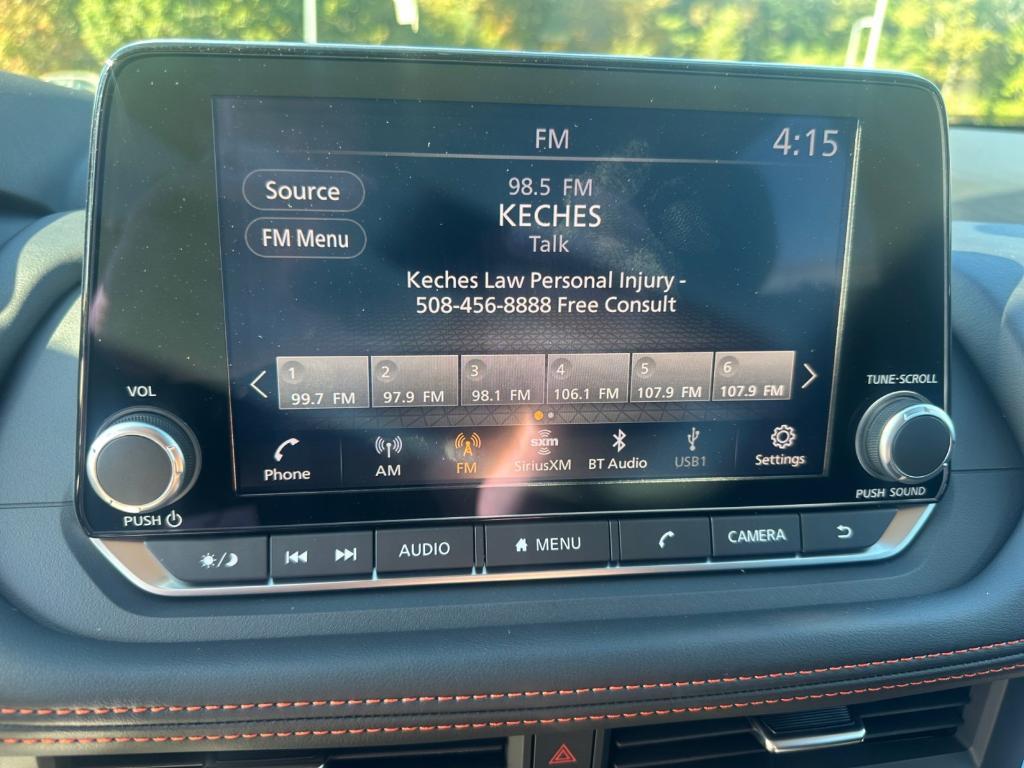 FM
4:15
Source
98.5 FM
KECHES
FM Menu
Talk
Keches Law Personal Injury -
508-456-8888 Free Consult
1 2 3 4 5 6
99.7 FM 97.9 FM 98.1 FM 106.1 FM 107.9 FM 107.9 FM
VOL
TUNE·SCROLL
sxm
Phone AM FM SiriusXM BT Audio USB1 Settings
PUSH
PUSH SOUND
AUDIO MENU CAMERA